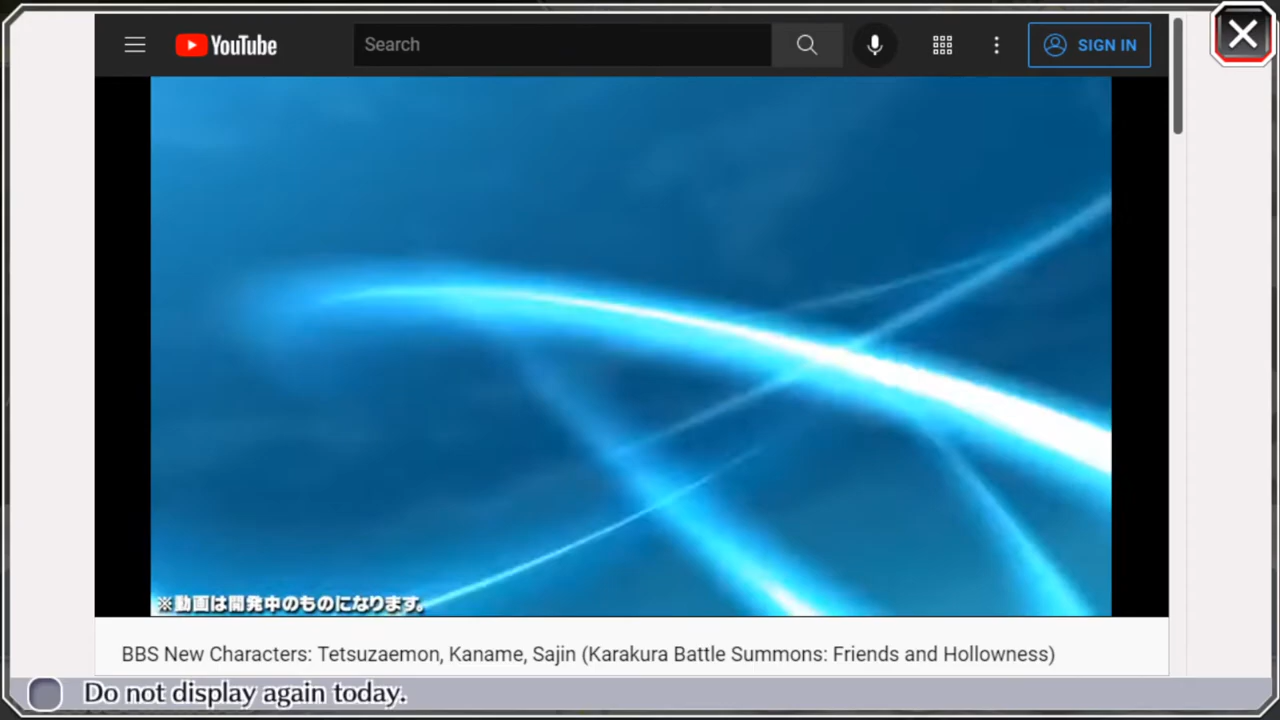 YouTube
Search
SIGN IN
※動画は開発中のものになります。
BBS New Characters: Tetsuzaemon, Kaname, Sajin (Karakura Battle Summons: Friends and Hollowness)
Do not display again today.